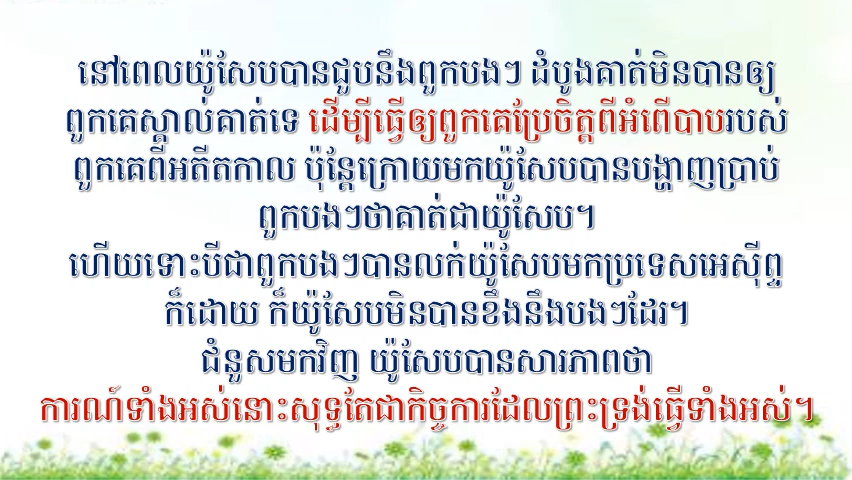 នៅពេលយ៉ូសែបបានជួបនឹងពួកបងៗ ដំបូងគាត់មិនបានឲ្យ
ពួកគេស្គាល់គាត់ទេ ដើម្បីធ្វើឲ្យពួកគេប្រែចិត្តពីអំពើបាបរបស់
ពួកគេពីអតីតកាល ប៉ុន្តែក្រោយមកយ៉ូសែបបានបង្ហាញប្រាប់
ពួកបងៗថាគាត់ជាយ៉ូសែប។
ហើយទោះបីជាពួកបងៗបានលក់យ៉ូសែបមកប្រទេសអេស៊ីព្ទ
ក៏ដោយ ក៏យ៉ូសែបមិនបានខឹងនឹងបងៗដែរ។
ជំនួសមកវិញ យ៉ូសែបបានសារភាពថា
ការណ៍ទាំងអស់នោះសុទ្ធតែជាកិច្ចការដែលព្រះទ្រង់ធ្វើទាំងអស់។